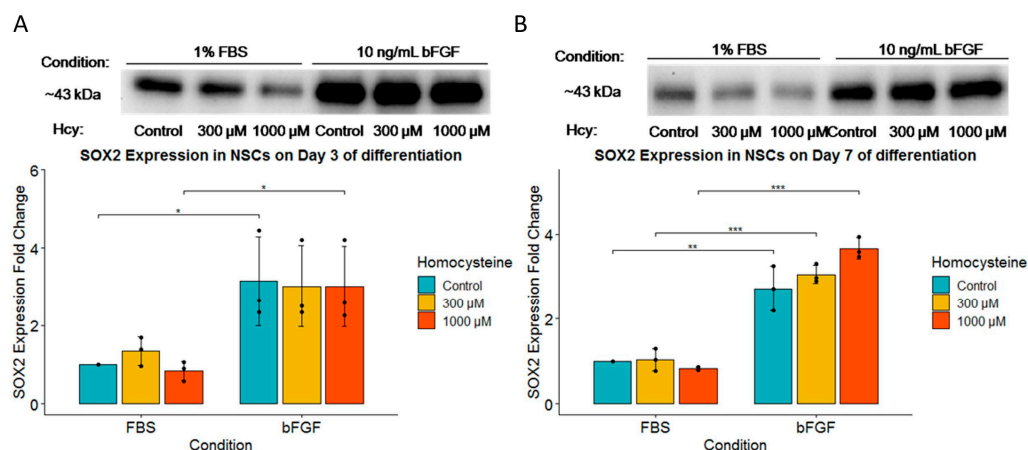 A
1% FBS 10 ng/mL bFGF
Condition:
~43 kDa
Hcy: Control 300 µM 1000 µM Control 300 µM 1000 µM
SOX2 Expression in NSCs on Day 3 of differentiation
6
4
2
0
SOX2 Expression Fold Change
*
*
FBS bFGF
Condition
Homocysteine
Control
300 µM
1000 µM
B
1% FBS 10 ng/mL bFGF
Condition:
~43 kDa
Hcy: Control 300 µM 1000 µM Control 300 µM 1000 µM
SOX2 Expression in NSCs on Day 7 of differentiation
4
2
0
SOX2 Expression Fold Change
***
***
**
FBS bFGF
Condition
Homocysteine
Control
300 µM
1000 µM